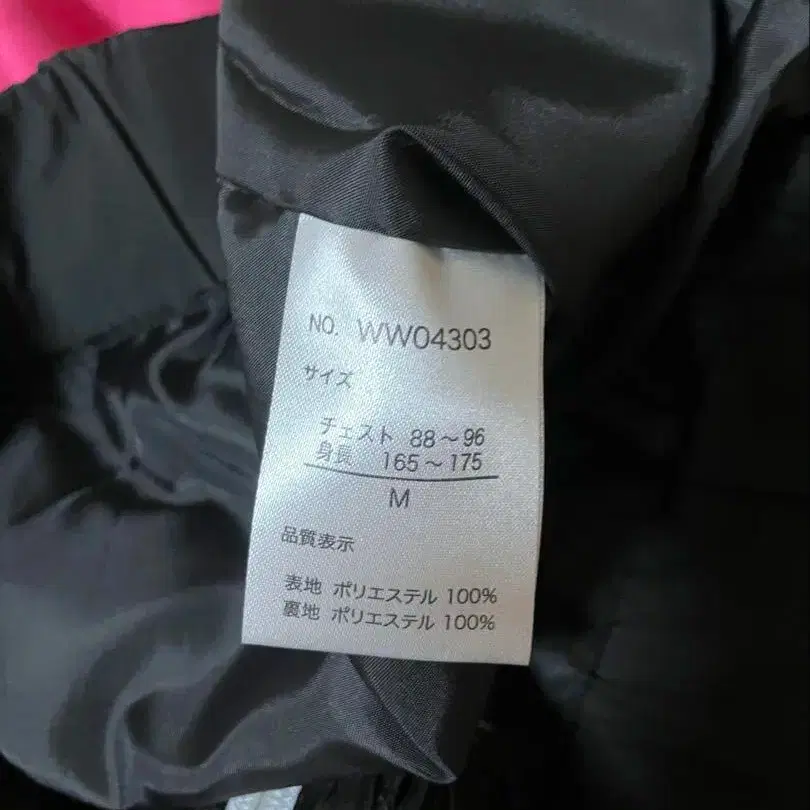 NO. WW04303
サイズ
チェスト 88～96
身長 165～175
M
品質表示
表地 ポリエステル 100%
裏地 ポリエステル 100%